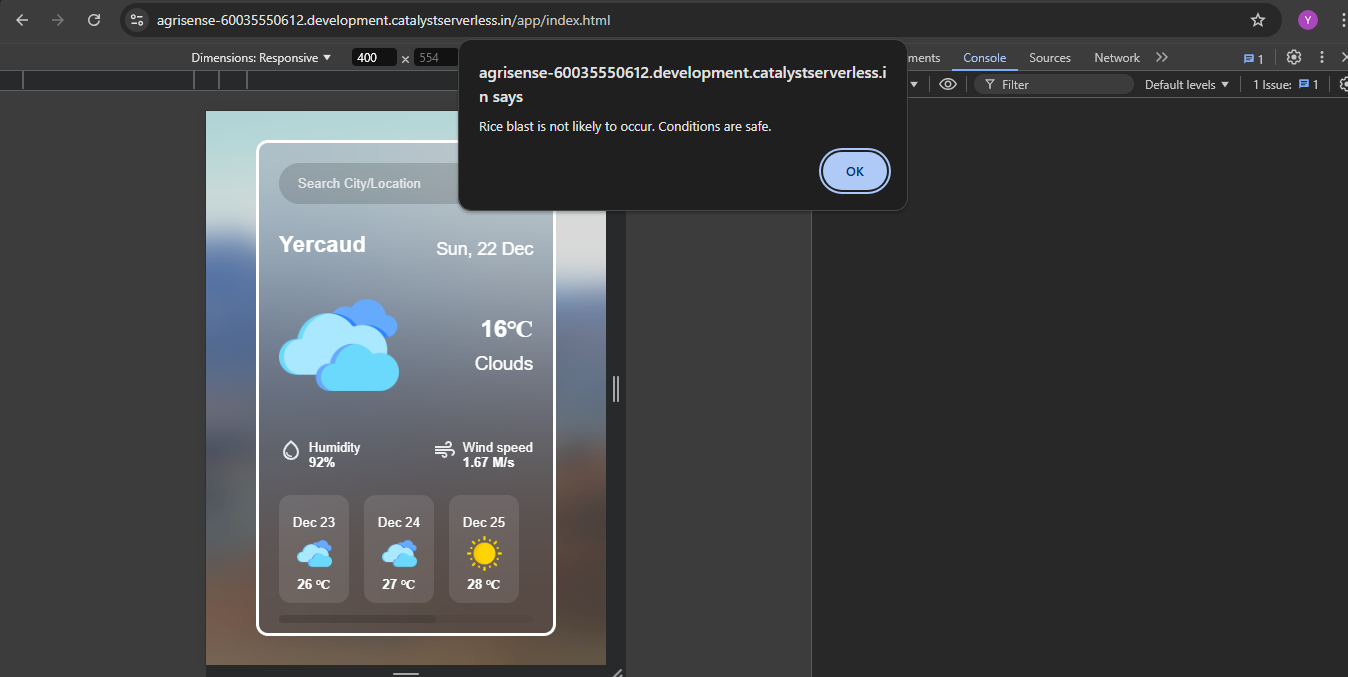 agrisense-60035550612.development.catalystserverless.in/app/index.html
Y
Dimensions: Responsive
400 × 554
ments
Console
Sources
Network
1
Filter
Default levels
1 Issue: 1
agrisense-60035550612.development.catalystserverless.i
n says
Rice blast is not likely to occur. Conditions are safe.
OK
Search City/Location
Yercaud
Sun, 22 Dec
16°C
Clouds
Humidity
92%
Wind speed
1.67 M/s
Dec 23
Dec 24
Dec 25
26 °C
27 °C
28 °C